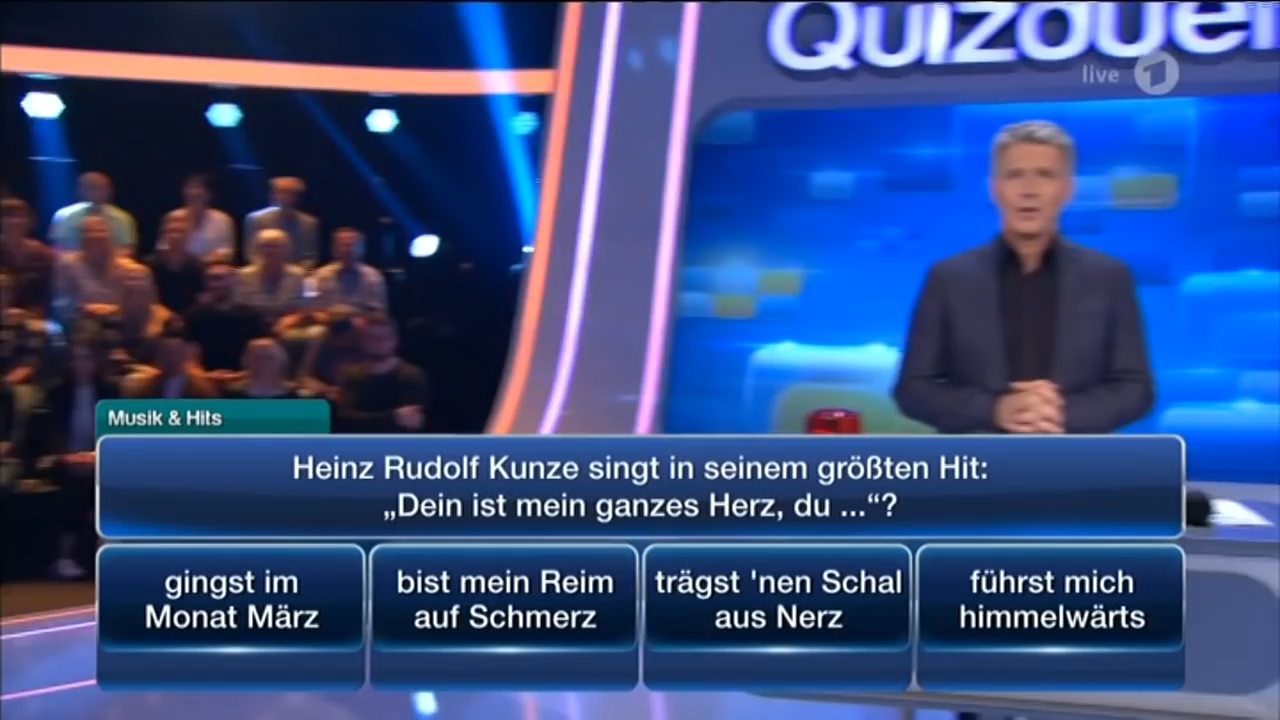 Quizduell
live 1
Musik & Hits
Heinz Rudolf Kunze singt in seinem größten Hit:
„Dein ist mein ganzes Herz, du ...“?
gingst im
Monat März
bist mein Reim
auf Schmerz
trägst 'nen Schal
aus Nerz
führst mich
himmelwärts